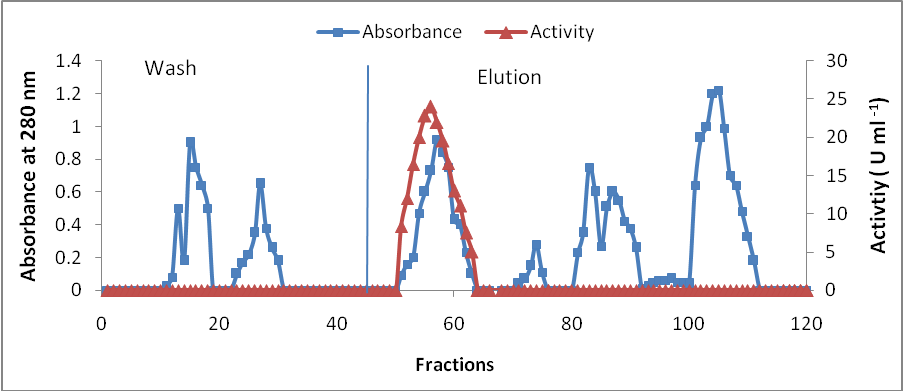 Absorbance Activity
Wash
Elution
Absorbance at 280 nm
1.4
1.2
1
0.8
0.6
0.4
0.2
0
30
25
20
15
10
5
0
Activtiy ( U ml -1)
0 20 40 60 80 100 120
Fractions